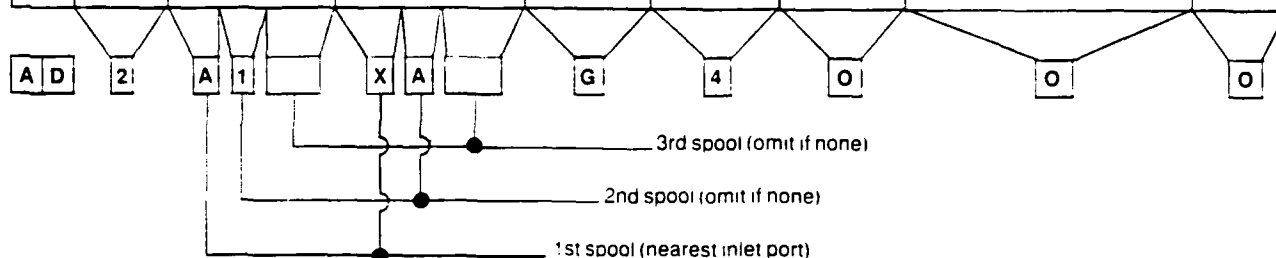 A D 2 A 1 X A G 4 O O O
3rd spool (omit if none)
2nd spool (omit if none)
1st spool (nearest inlet port)